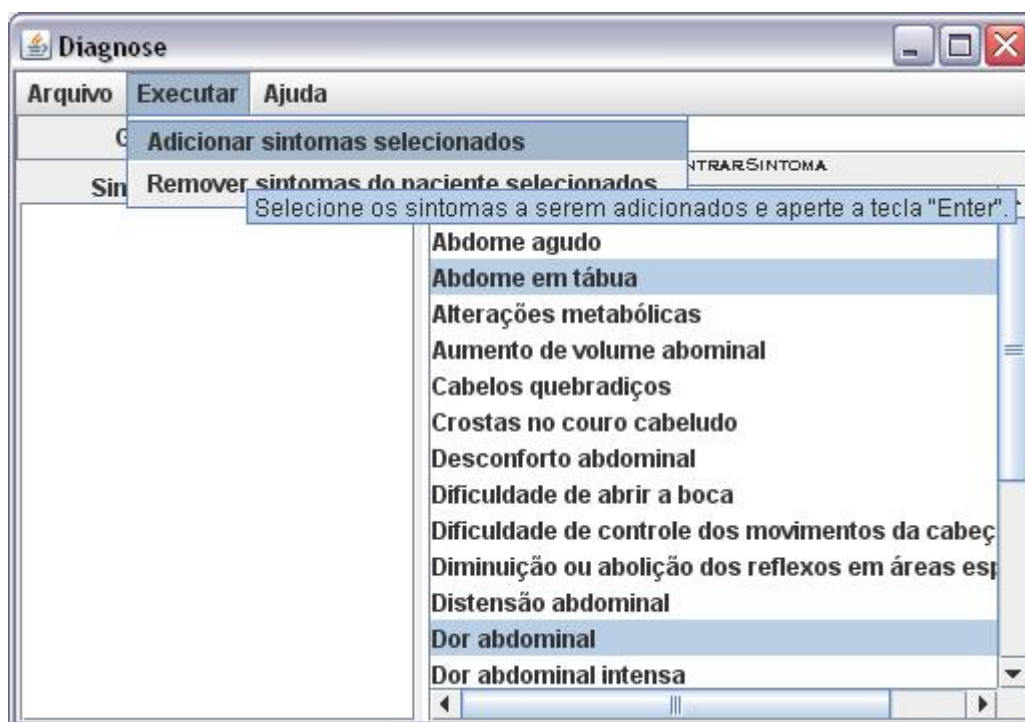 Diagnose
Arquivo Executar Ajuda
Adicionar sintomas selecionados
Remover sintomas do paciente selecionados
Selecione os sintomas a serem adicionados e aperte a tecla "Enter".
Abdome agudo
Abdome em tábua
Alterações metabólicas
Aumento de volume abominal
Cabelos quebradiços
Crostas no couro cabeludo
Desconforto abdominal
Dificuldade de abrir a boca
Dificuldade de controle dos movimentos da cabeç
Diminuição ou abolição dos reflexos em áreas esp
Distensão abdominal
Dor abdominal
Dor abdominal intensa